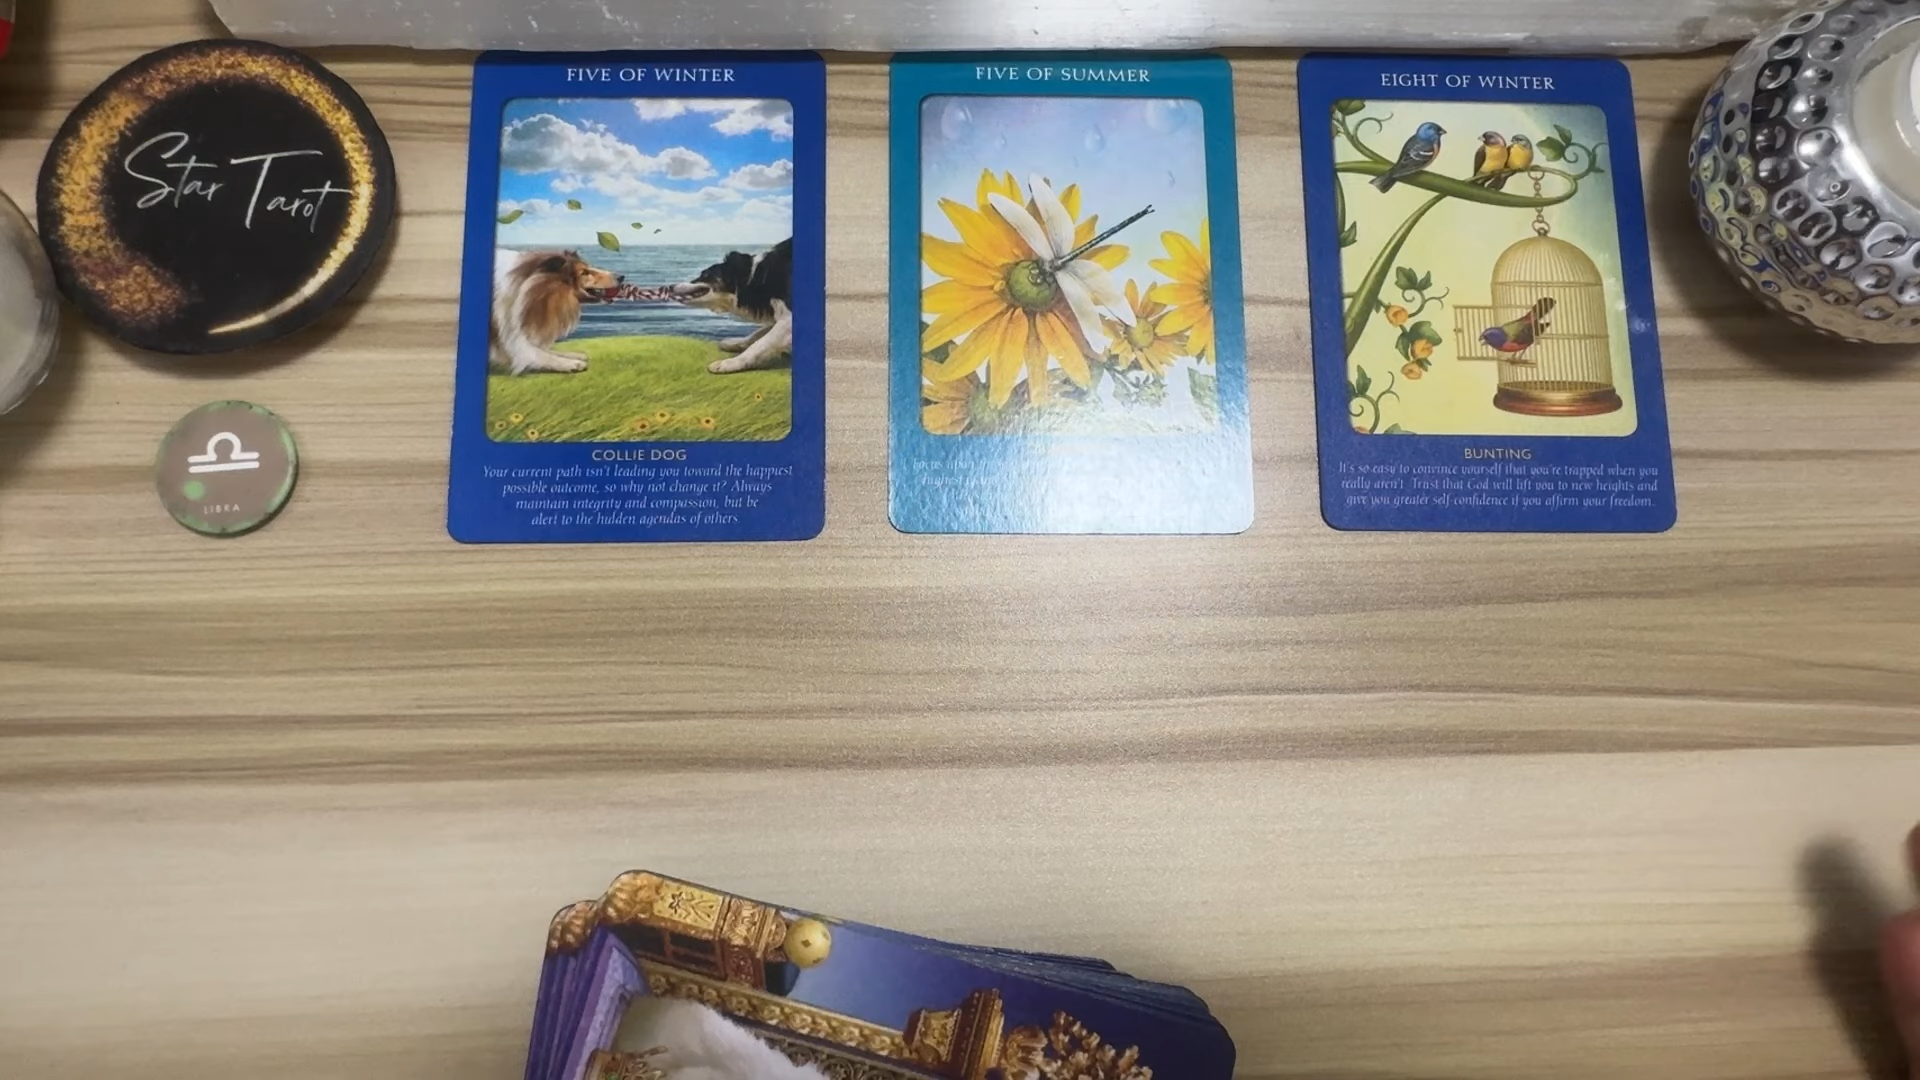 Star Tarot
LIBRA
FIVE OF WINTER
COLLIE DOG
Your current path isn't leading you toward the happiest
possible outcome, so why not change it? Always
maintain integrity and compassion, but be
alert to the hidden agendas of others.
FIVE OF SUMMER
Focus upon
highest
EIGHT OF WINTER
BUNTING
It's so easy to convince yourself that you're trapped when you
really aren't. Trust that God will lift you to new heights and
give you greater self confidence if you affirm your freedom.